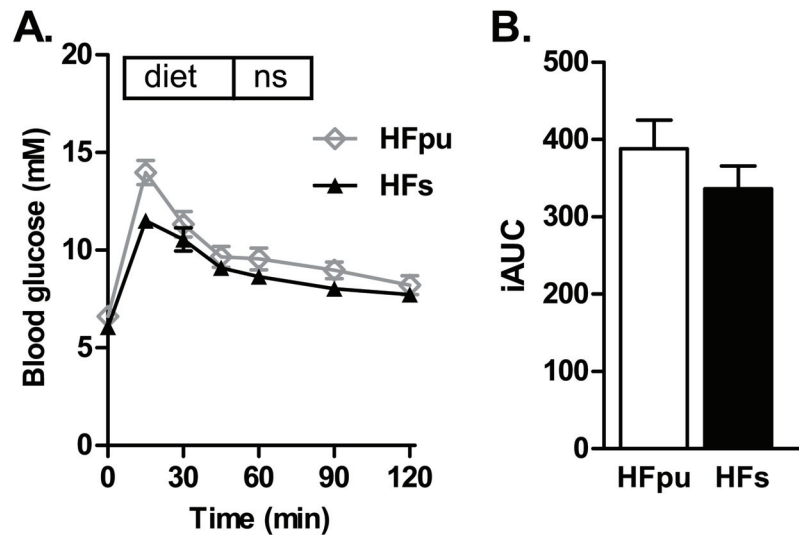 A.
20
15
10
5
0
diet ns
HFpu
HFs
Blood glucose (mM)
0 30 60 90 120
Time (min)
B.
500
400
300
200
100
0
iAUC
HFpu HFs